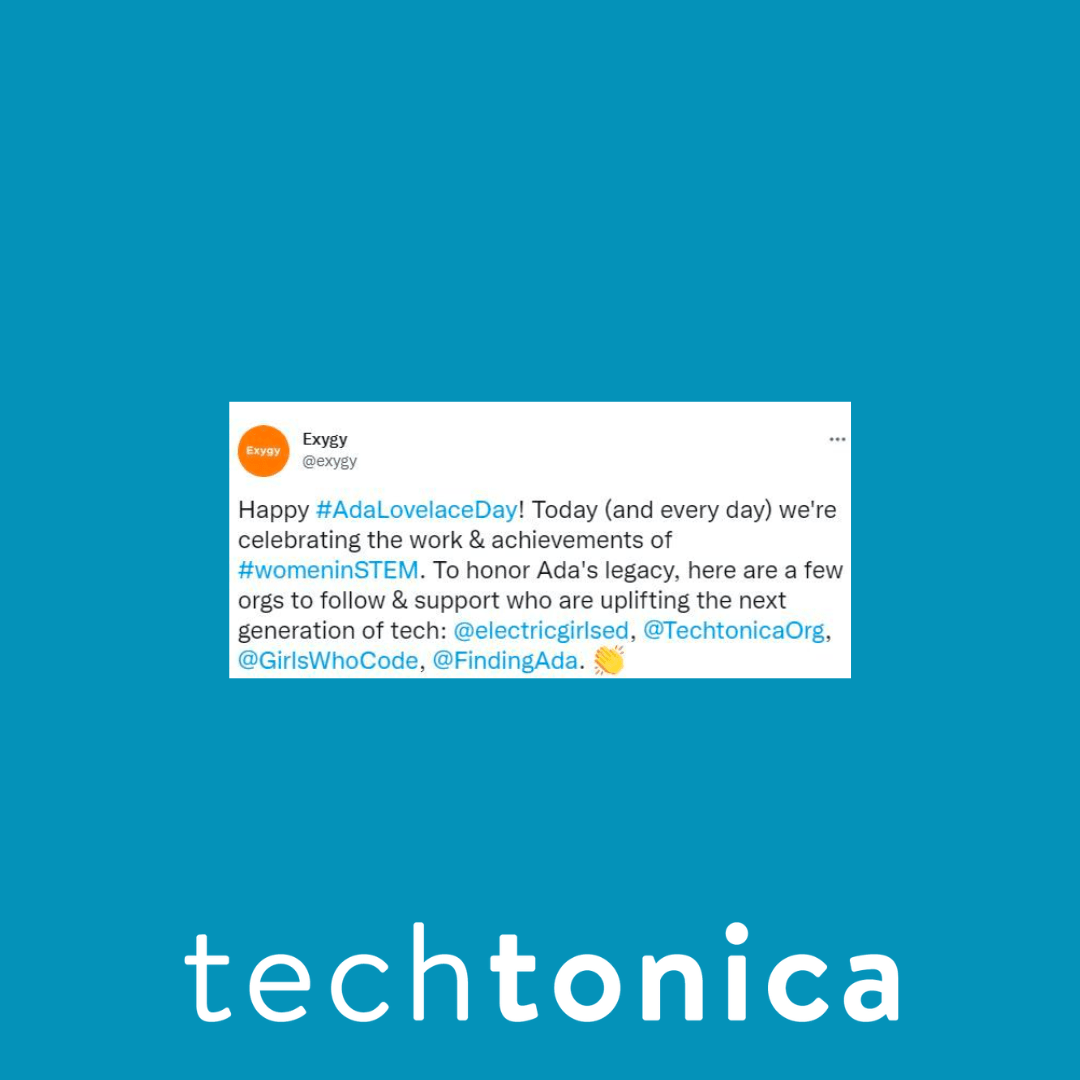 Exygy
Exygy
@exygy
Happy #AdaLovelaceDay! Today (and every day) we're
celebrating the work & achievements of
#womeninSTEM. To honor Ada's legacy, here are a few
orgs to follow & support who are uplifting the next
generation of tech: @electricgirlsed, @TechtonicaOrg,
@GirlsWhoCode, @FindingAda. 👏
techtonica